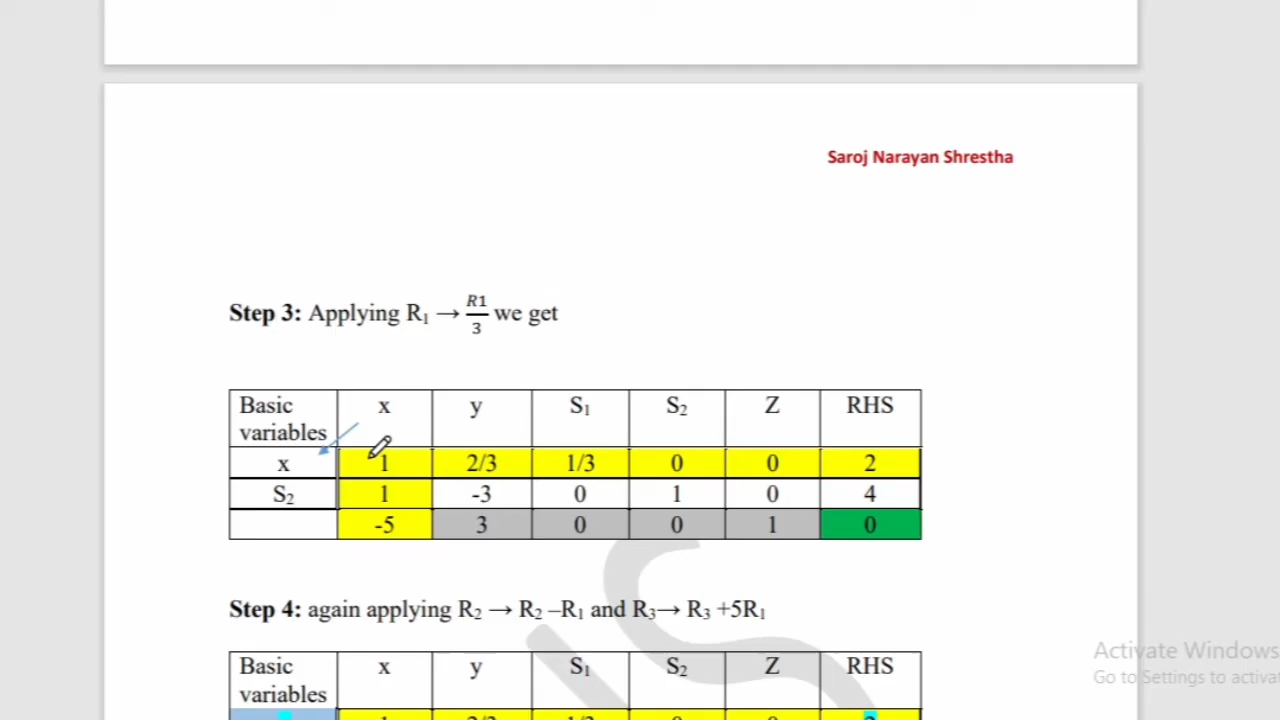 Saroj Narayan Shrestha
Step 3: Applying R₁ → R1/3 we get
Basic variables x y S₁ S₂ Z RHS
x 1 2/3 1/3 0 0 2
S₂ 1 -3 0 1 0 4
-5 3 0 0 1 0
Step 4: again applying R₂ → R₂ –R₁ and R₃→ R₃ +5R₁
Basic variables x y S₁ S₂ Z RHS
Activate Windows
Go to Settings to activat